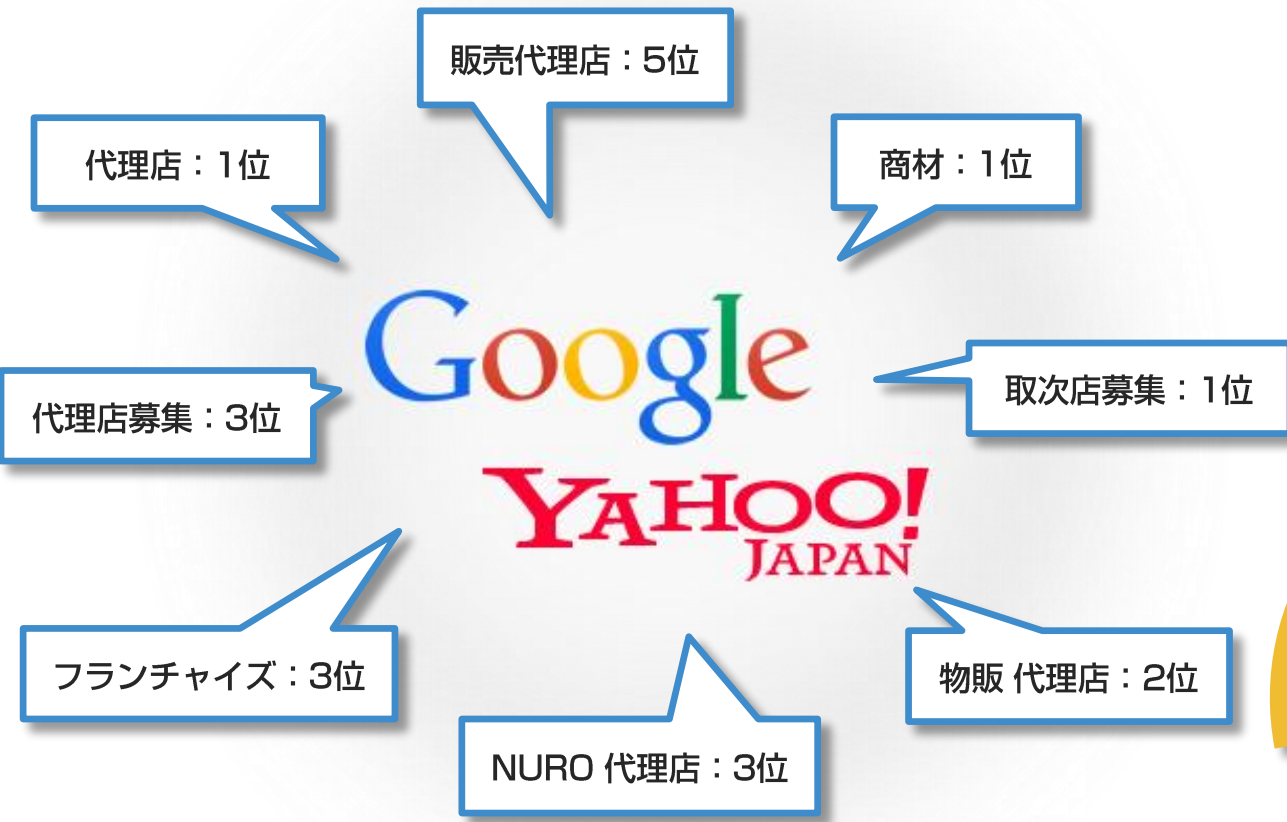 販売代理店：5位
代理店：1位
商材：1位
Google
代理店募集：3位
取次店募集：1位
YAHOO!
JAPAN
フランチャイズ：3位
物販 代理店：2位
NURO 代理店：3位